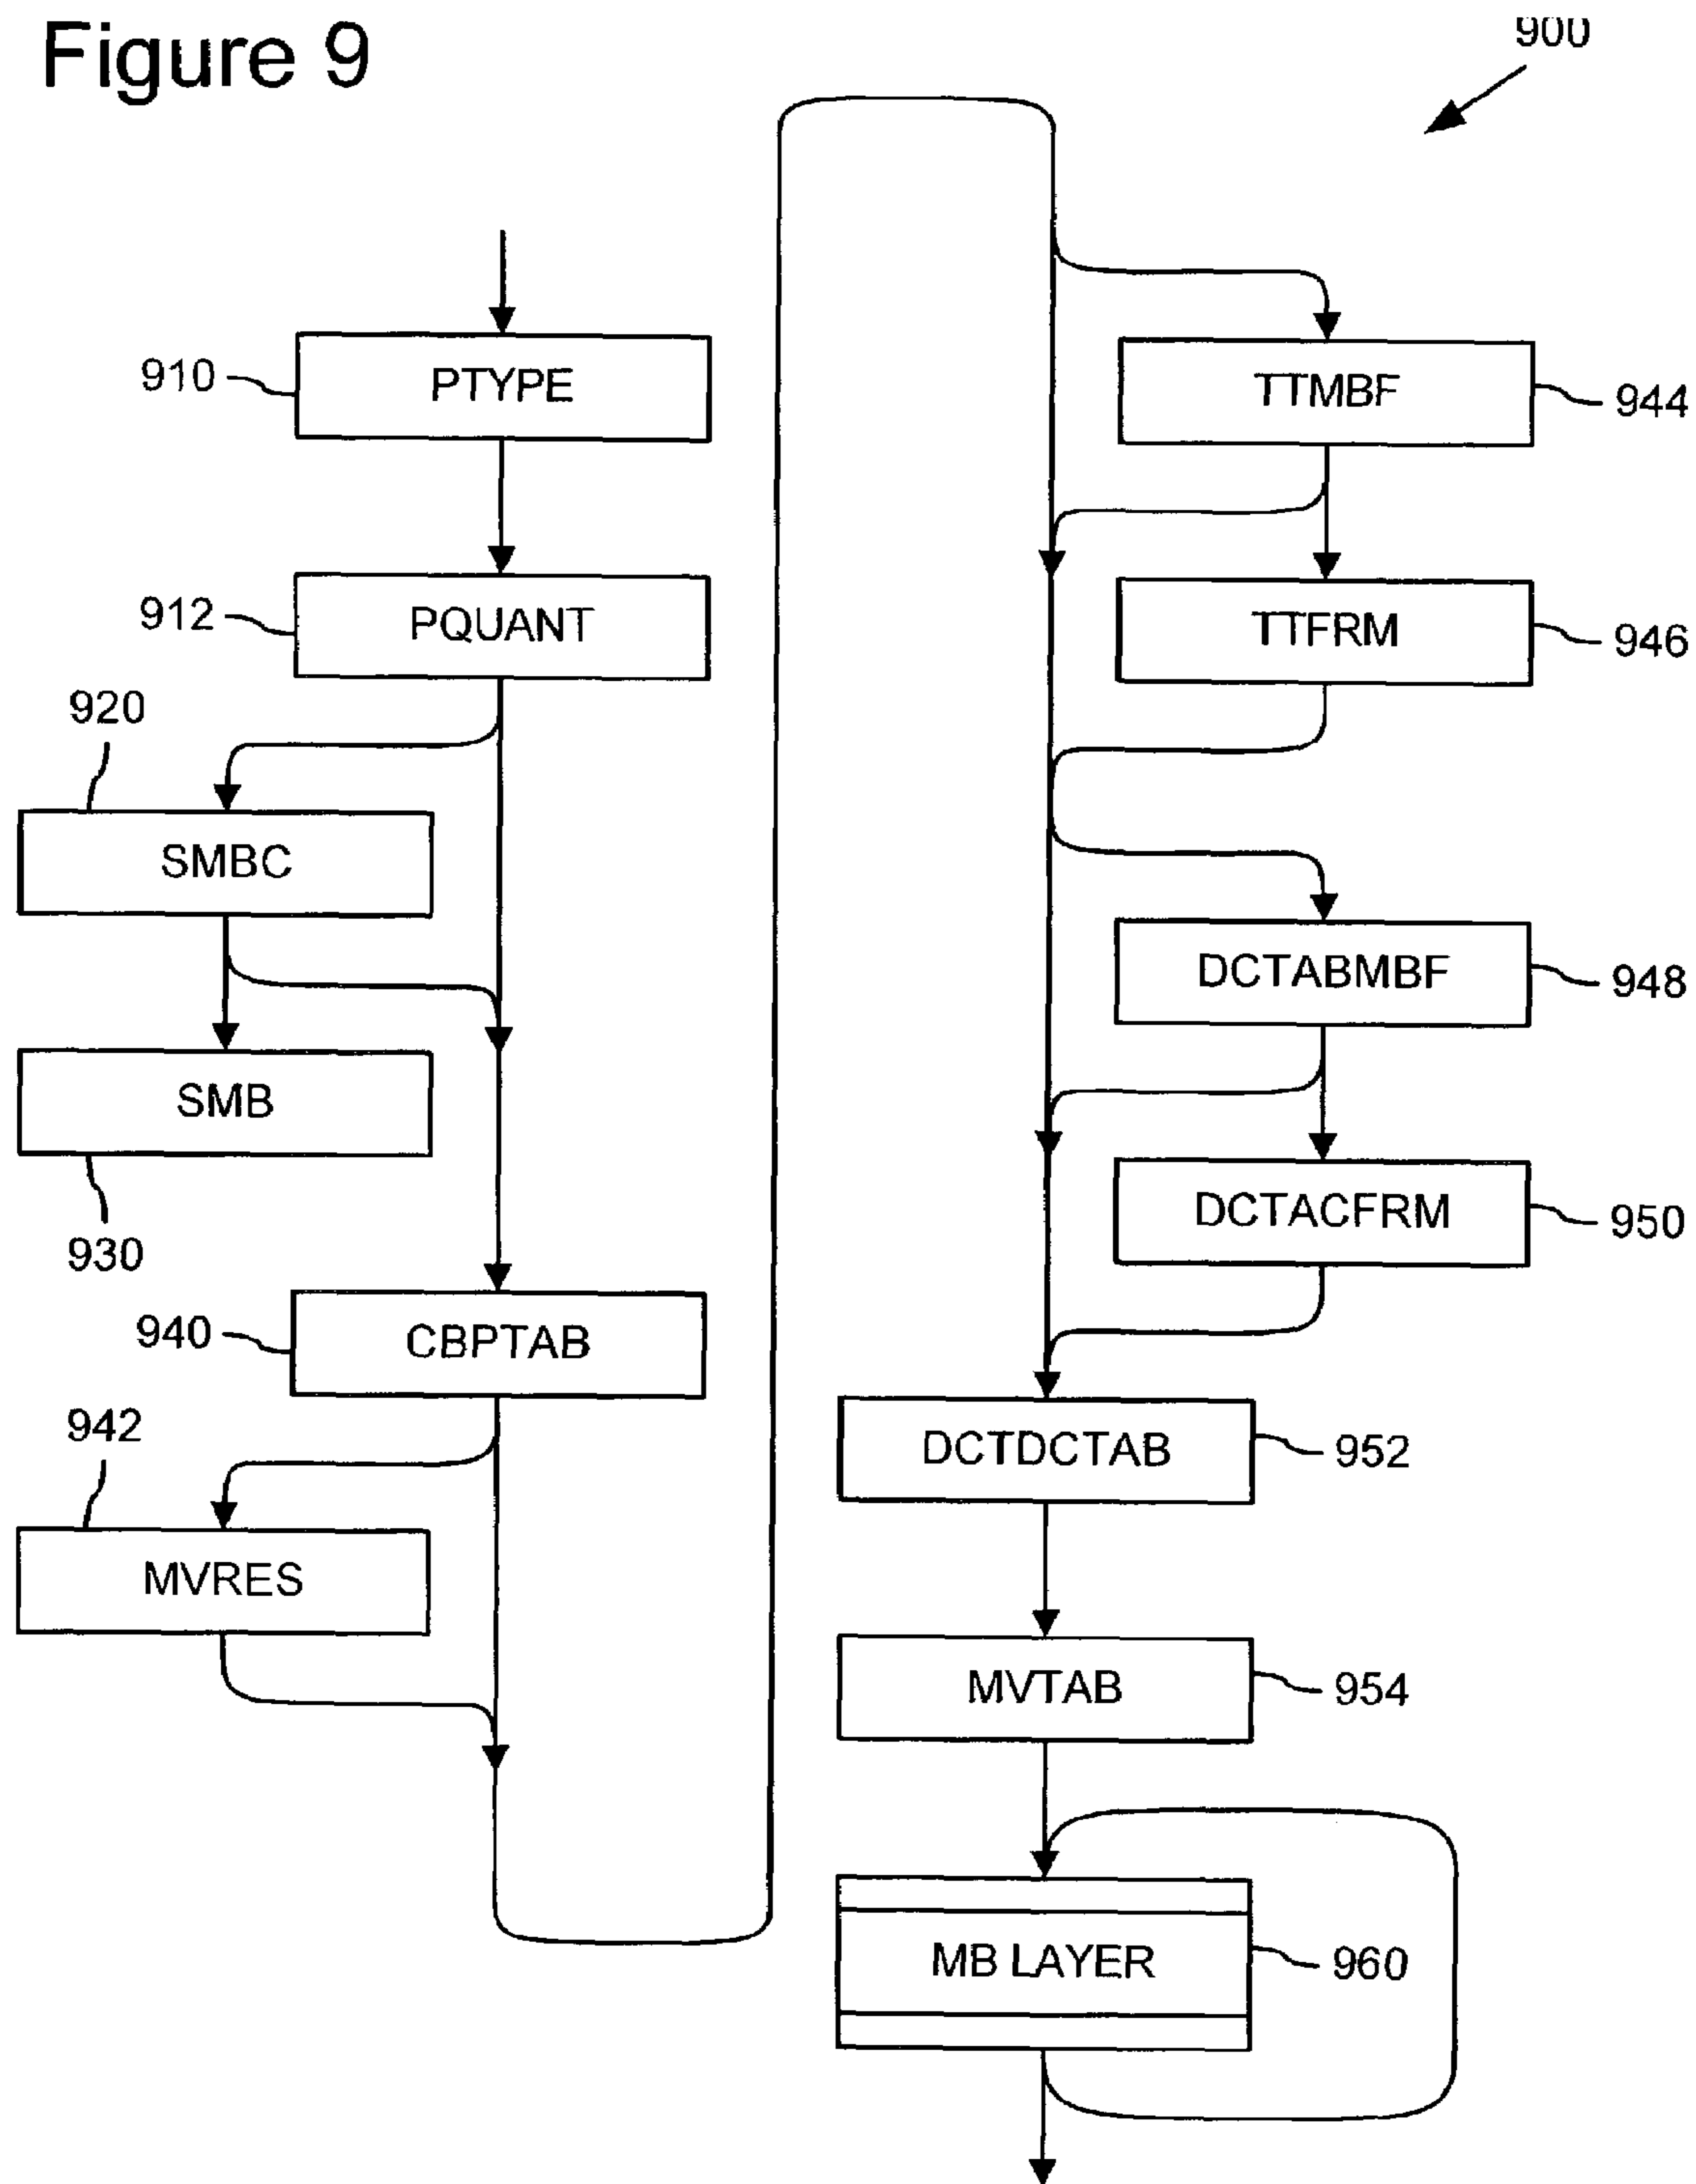 Figure 9
900
910
PTYPE
912
PQUANT
920
SMBC
SMB
930
940
CBPTAB
942
MVRES
TTMBF
944
TTFRM
946
DCTABMBF
948
DCTACFRM
950
DCTDCTAB
952
MVTAB
954
MB LAYER
960